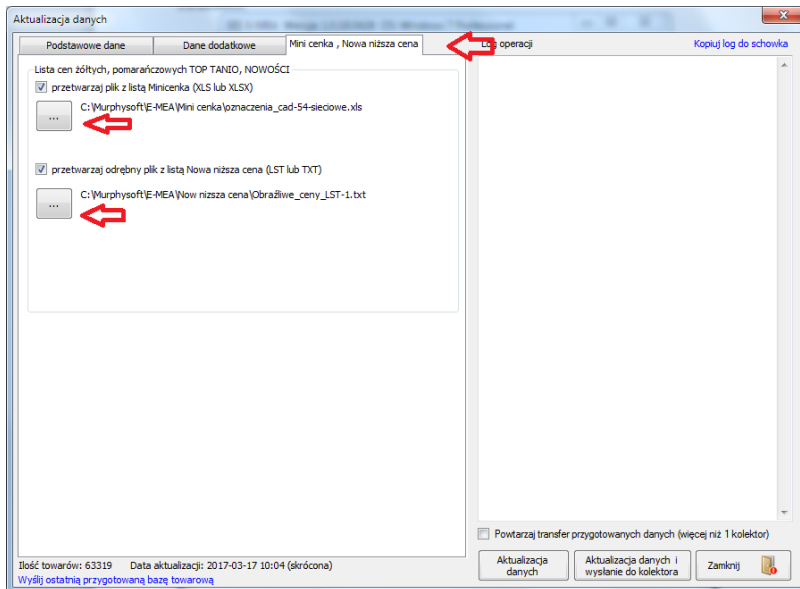 Aktualizacja danych
Podstawowe dane
Dane dodatkowe
Mini cenka , Nowa niższa cena
Log operacji
Kopiuj log do schowka
Lista cen żółtych, pomarańczowych TOP TANIO, NOWOŚCI
przetwarzaj plik z listą Minicenka (XLS lub XLSX)
...
C:\Murphysoft\E-MEA\Mini cenka\oznaczenia_cad-54-sieciowe.xls
przetwarzaj odrębny plik z listą Nowa niższa cena (LST lub TXT)
...
C:\Murphysoft\E-MEA\Now nizsza cena\Obraźliwe_ceny_LST-1.txt
Powtarzaj transfer przygotowanych danych (więcej niż 1 kolektor)
Ilość towarów: 63319 Data aktualizacji: 2017-03-17 10:04 (skrócona)
Wyślij ostatnią przygotowaną bazę towarową
Aktualizacja
danych
Aktualizacja danych i
wysłanie do kolektora
Zamknij